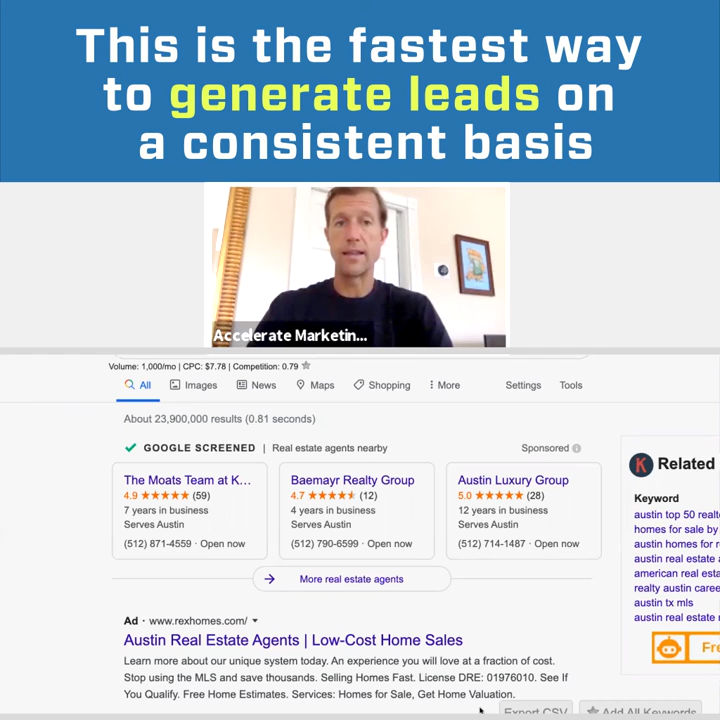 This is the fastest way
to generate leads on
a consistent basis
Accelerate Marketin...
Volume: 1,000/mo | CPC: $7.78 | Competition: 0.79
All Images News Maps Shopping More Settings Tools
About 23,900,000 results (0.81 seconds)
GOOGLE SCREENED | Real estate agents nearby Sponsored
The Moats Team at K...
4.9 (59)
7 years in business
Serves Austin
(512) 871-4559 · Open now
Baemayr Realty Group
4.7 (12)
4 years in business
Serves Austin
(512) 790-6599 · Open now
Austin Luxury Group
5.0 (28)
12 years in business
Serves Austin
(512) 714-1487 · Open now
More real estate agents
Ad · www.rexhomes.com/
Austin Real Estate Agents | Low-Cost Home Sales
Learn more about our unique system today. An experience you will love at a fraction of cost.
Stop using the MLS and save thousands. Selling Homes Fast. License DRE: 01976010. See If
You Qualify. Free Home Estimates. Services: Homes for Sale, Get Home Valuation.
K Related
Keyword
austin top 50 realt
homes for sale by
austin homes for r
austin real estate a
american real esta
realty austin caree
austin tx mls
austin real estate
Fre
Export CSV Add All Keywords